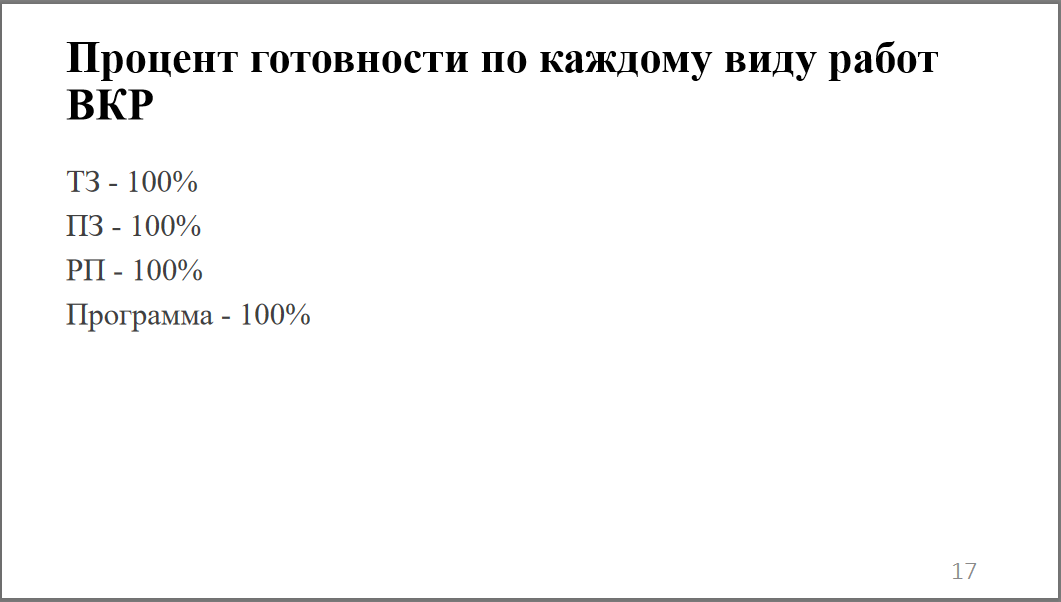 Процент готовности по каждому виду работ
ВКР
ТЗ - 100%
ПЗ - 100%
РП - 100%
Программа - 100%
17